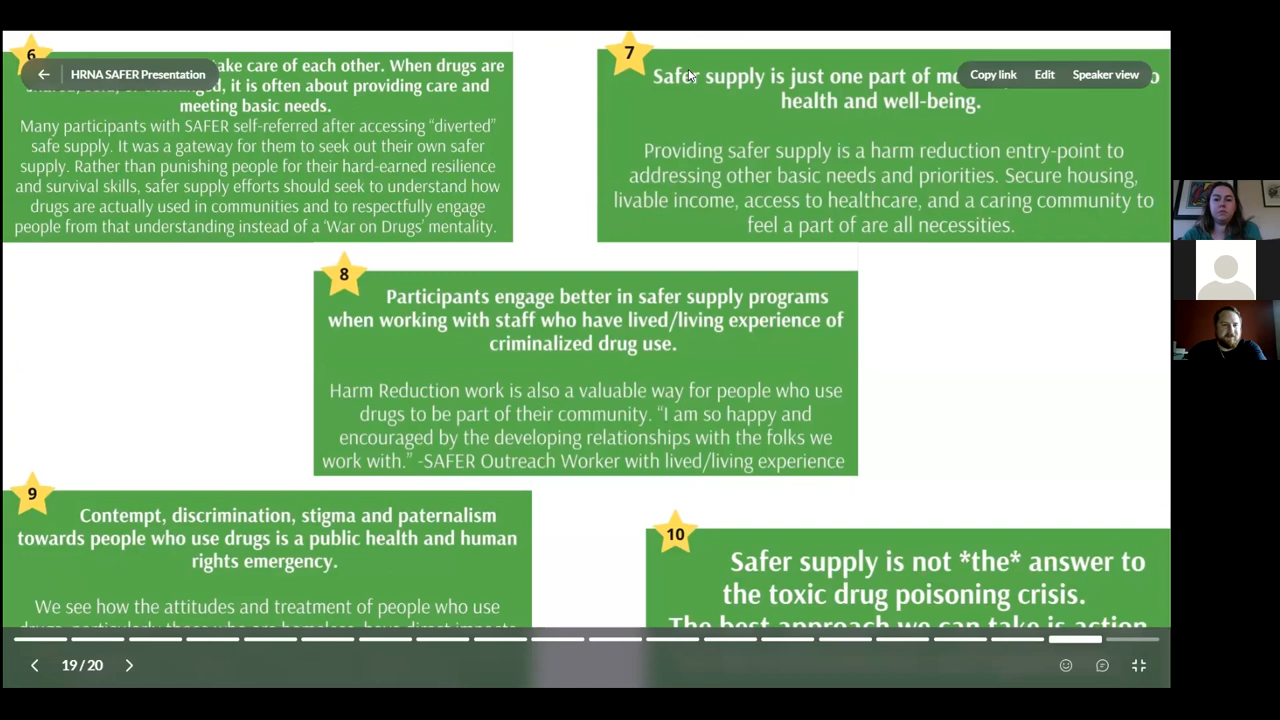 6
HRNA SAFER Presentation
take care of each other. When drugs are
it is often about providing care and
meeting basic needs.
Many participants with SAFER self-referred after accessing “diverted”
safe supply. It was a gateway for them to seek out their own safer
supply. Rather than punishing people for their hard-earned resilience
and survival skills, safer supply efforts should seek to understand how
drugs are actually used in communities and to respectfully engage
people from that understanding instead of a ‘War on Drugs’ mentality.
7
Copy link Edit Speaker view
Safer supply is just one part of
health and well-being.
Providing safer supply is a harm reduction entry-point to
addressing other basic needs and priorities. Secure housing,
livable income, access to healthcare, and a caring community to
feel a part of are all necessities.
8
Participants engage better in safer supply programs
when working with staff who have lived/living experience of
criminalized drug use.
Harm Reduction work is also a valuable way for people who use
drugs to be part of their community. “I am so happy and
encouraged by the developing relationships with the folks we
work with.” -SAFER Outreach Worker with lived/living experience
9
Contempt, discrimination, stigma and paternalism
towards people who use drugs is a public health and human
rights emergency.
We see how the attitudes and treatment of people who use
10
Safer supply is not *the* answer to
the toxic drug poisoning crisis.
The best approach we can take is action
19 / 20